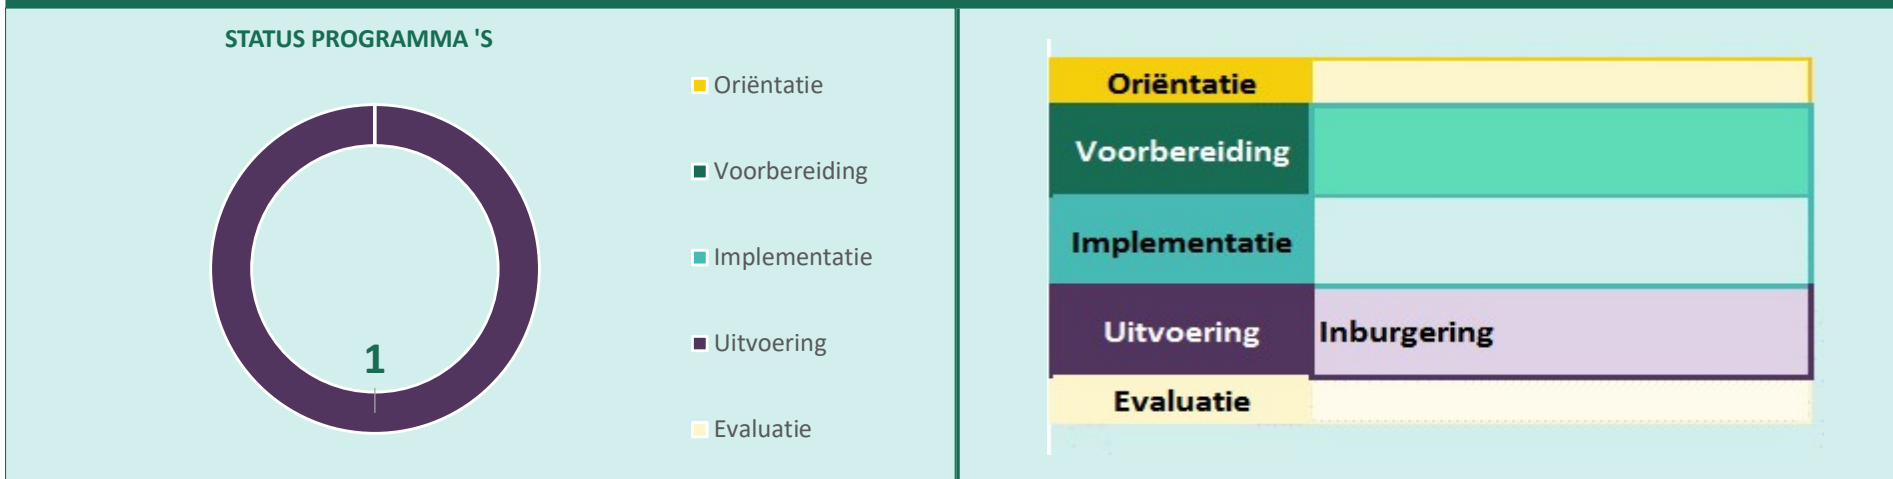 STATUS PROGRAMMA 'S
Oriëntatie
Voorbereiding
Implementatie
Uitvoering
Evaluatie
1
Oriëntatie
Voorbereiding
Implementatie
Uitvoering Inburgering
Evaluatie